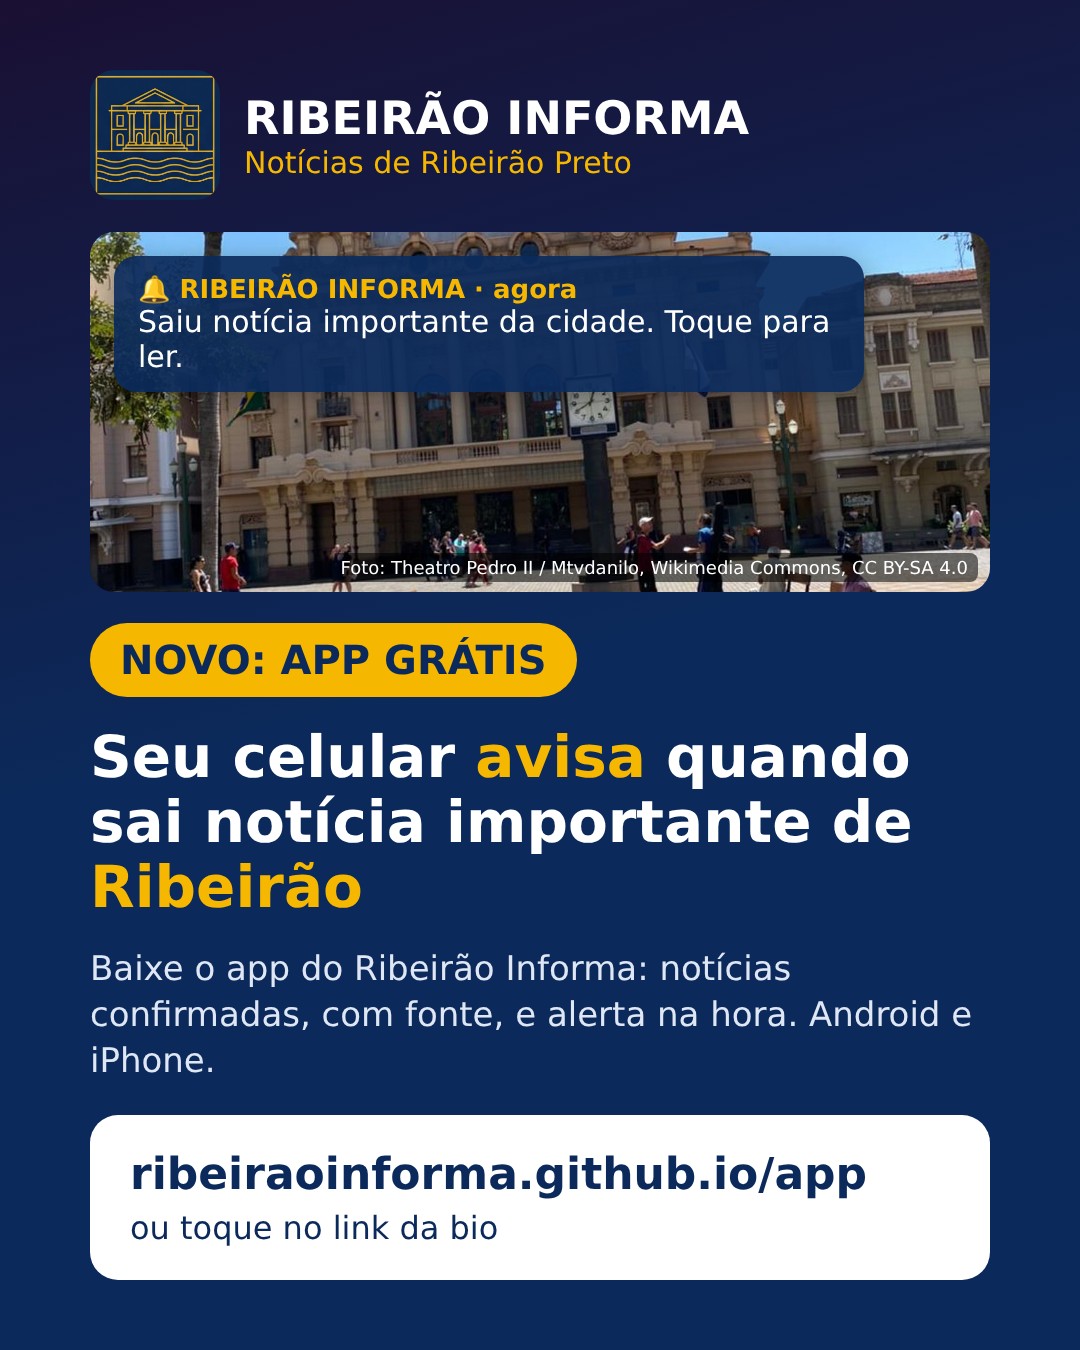 RIBEIRÃO INFORMA
Notícias de Ribeirão Preto
🔔 RIBEIRÃO INFORMA · agora
Saiu notícia importante da cidade. Toque para
ler.
Foto: Theatro Pedro II / Mtvdanilo, Wikimedia Commons, CC BY-SA 4.0
NOVO: APP GRÁTIS
Seu celular avisa quando
sai notícia importante de
Ribeirão
Baixe o app do Ribeirão Informa: notícias
confirmadas, com fonte, e alerta na hora. Android e
iPhone.
ribeiraoinforma.github.io/app
ou toque no link da bio